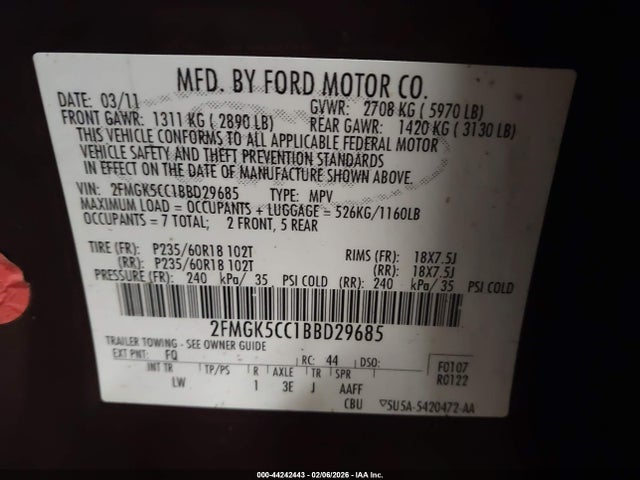 MFD. BY FORD MOTOR CO.
DATE: 03/11 GVWR: 2708 KG ( 5970 LB)
FRONT GAWR: 1311 KG ( 2890 LB) REAR GAWR: 1420 KG ( 3130 LB)
THIS VEHICLE CONFORMS TO ALL APPLICABLE FEDERAL MOTOR
VEHICLE SAFETY AND THEFT PREVENTION STANDARDS
IN EFFECT ON THE DATE OF MANUFACTURE SHOWN ABOVE.
VIN: 2FMGK5CC1BBD29685 TYPE: MPV
MAXIMUM LOAD = OCCUPANTS + LUGGAGE = 526KG/1160LB
OCCUPANTS = 7 TOTAL; 2 FRONT, 5 REAR
TIRE (FR): P235/60R18 102T RIMS (FR): 18X7.5J
(RR): P235/60R18 102T (RR): 18X7.5J
PRESSURE (FR): 240 kPa/ 35 PSI COLD (RR): 240 kPa/ 35 PSI COLD
2FMGK5CC1BBD29685
TRAILER TOWING - SEE OWNER GUIDE
EXT PNT: FQ RC: 44 DSO: F0107
INT TR TP/PS R AXLE TR SPR R0122
LW 1 3E J AAFF
CBU 5U5A-5420472-AA
000-44242443 - 02/06/2026 - IAA Inc.